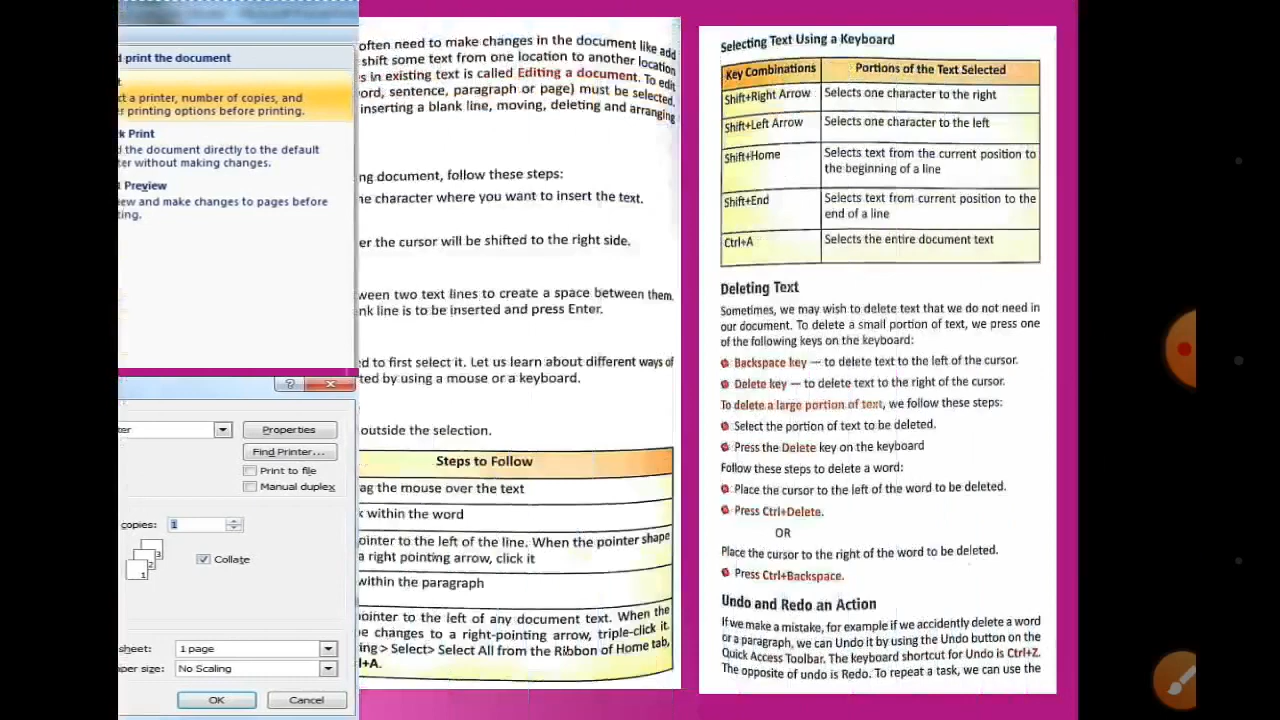 d print the document
t
ct a printer, number of copies, and
er printing options before printing.
k Print
d the document directly to the default
ter without making changes.
t Preview
iew and make changes to pages before
ting.
?
ter
Properties
Find Printer...
Print to file
Manual duplex
copies: 1
Collate
1 2 3
sheet: 1 page
aper size: No Scaling
OK Cancel
often need to make changes in the document like add
shift some text from one location to another location
s in existing text is called Editing a document. To edit
ord, sentence, paragraph or page) must be selected.
inserting a blank line, moving, deleting and arranging
ng document, follow these steps:
ne character where you want to insert the text.
er the cursor will be shifted to the right side.
ween two text lines to create a space between them.
nk line is to be inserted and press Enter.
d to first select it. Let us learn about different ways of
ted by using a mouse or a keyboard.
outside the selection.
Steps to Follow
ag the mouse over the text
k within the word
ointer to the left of the line. When the pointer shape
a right pointing arrow, click it
within the paragraph
ointer to the left of any document text. When the
e changes to a right-pointing arrow, triple-click it.
ing > Select> Select All from the Ribbon of Home tab,
l+A.
Selecting Text Using a Keyboard
Key Combinations Portions of the Text Selected
Shift+Right Arrow Selects one character to the right
Shift+Left Arrow Selects one character to the left
Shift+Home Selects text from the current position to
the beginning of a line
Shift+End Selects text from current position to the
end of a line
Ctrl+A Selects the entire document text
Deleting Text
Sometimes, we may wish to delete text that we do not need in
our document. To delete a small portion of text, we press one
of the following keys on the keyboard:
Backspace key — to delete text to the left of the cursor.
Delete key — to delete text to the right of the cursor.
To delete a large portion of text, we follow these steps:
Select the portion of text to be deleted.
Press the Delete key on the keyboard
Follow these steps to delete a word:
Place the cursor to the left of the word to be deleted.
Press Ctrl+Delete.
OR
Place the cursor to the right of the word to be deleted.
Press Ctrl+Backspace.
Undo and Redo an Action
If we make a mistake, for example if we accidently delete a word
or a paragraph, we can Undo it by using the Undo button on the
Quick Access Toolbar. The keyboard shortcut for Undo is Ctrl+Z.
The opposite of undo is Redo. To repeat a task, we can use the